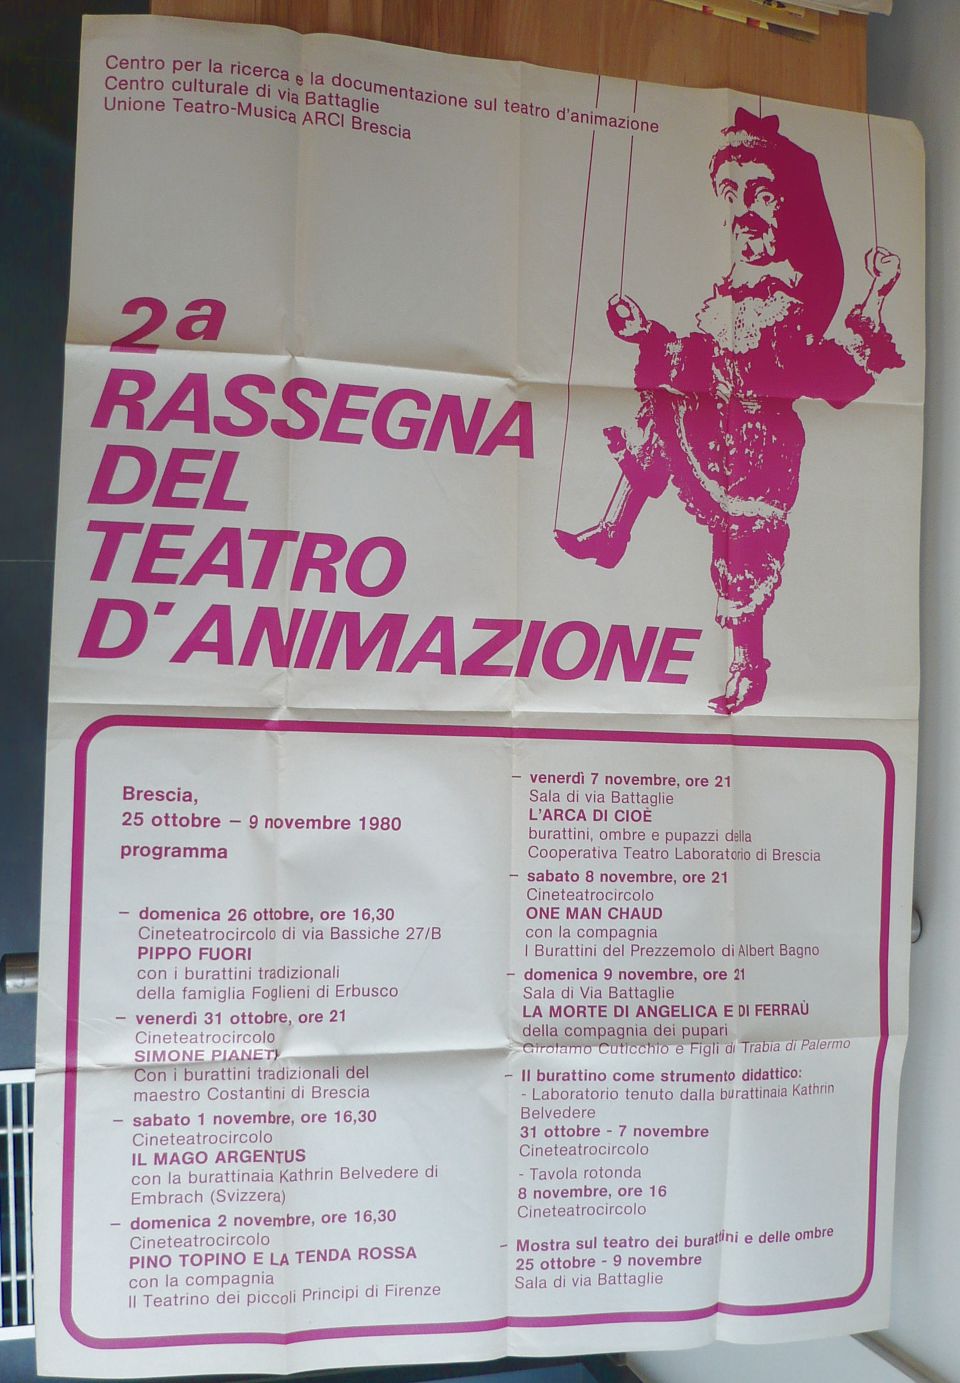 Centro per la ricerca e la documentazione sul teatro d'animazione
Centro culturale di via Battaglie
Unione Teatro-Musica ARCI Brescia
2a
RASSEGNA
DEL
TEATRO
D'ANIMAZIONE
Brescia,
25 ottobre – 9 novembre 1980
programma
– domenica 26 ottobre, ore 16,30
Cineteatrocircolo di via Bassiche 27/B
PIPPO FUORI
con i burattini tradizionali
della famiglia Foglieni di Erbusco
– venerdì 31 ottobre, ore 21
Cineteatrocircolo
SIMONE PIANETI
Con i burattini tradizionali del
maestro Costantini di Brescia
– sabato 1 novembre, ore 16,30
Cineteatrocircolo
IL MAGO ARGENTUS
con la burattinaia Kathrin Belvedere di
Embrach (Svizzera)
– domenica 2 novembre, ore 16,30
Cineteatrocircolo
PINO TOPINO E LA TENDA ROSSA
con la compagnia
Il Teatrino dei piccoli Principi di Firenze
– venerdì 7 novembre, ore 21
Sala di via Battaglie
L'ARCA DI CIOÈ
burattini, ombre e pupazzi della
Cooperativa Teatro Laboratorio di Brescia
– sabato 8 novembre, ore 21
Cineteatrocircolo
ONE MAN CHAUD
con la compagnia
I Burattini del Prezzemolo di Albert Bagno
– domenica 9 novembre, ore 21
Sala di Via Battaglie
LA MORTE DI ANGELICA E DI FERRAÙ
della compagnia dei pupari
Girolamo Cuticchio e Figli di Trabia di Palermo
– Il burattino come strumento didattico:
- Laboratorio tenuto dalla burattinaia Kathrin
Belvedere
31 ottobre - 7 novembre
Cineteatrocircolo
- Tavola rotonda
8 novembre, ore 16
Cineteatrocircolo
– Mostra sul teatro dei burattini e delle ombre
25 ottobre - 9 novembre
Sala di via Battaglie